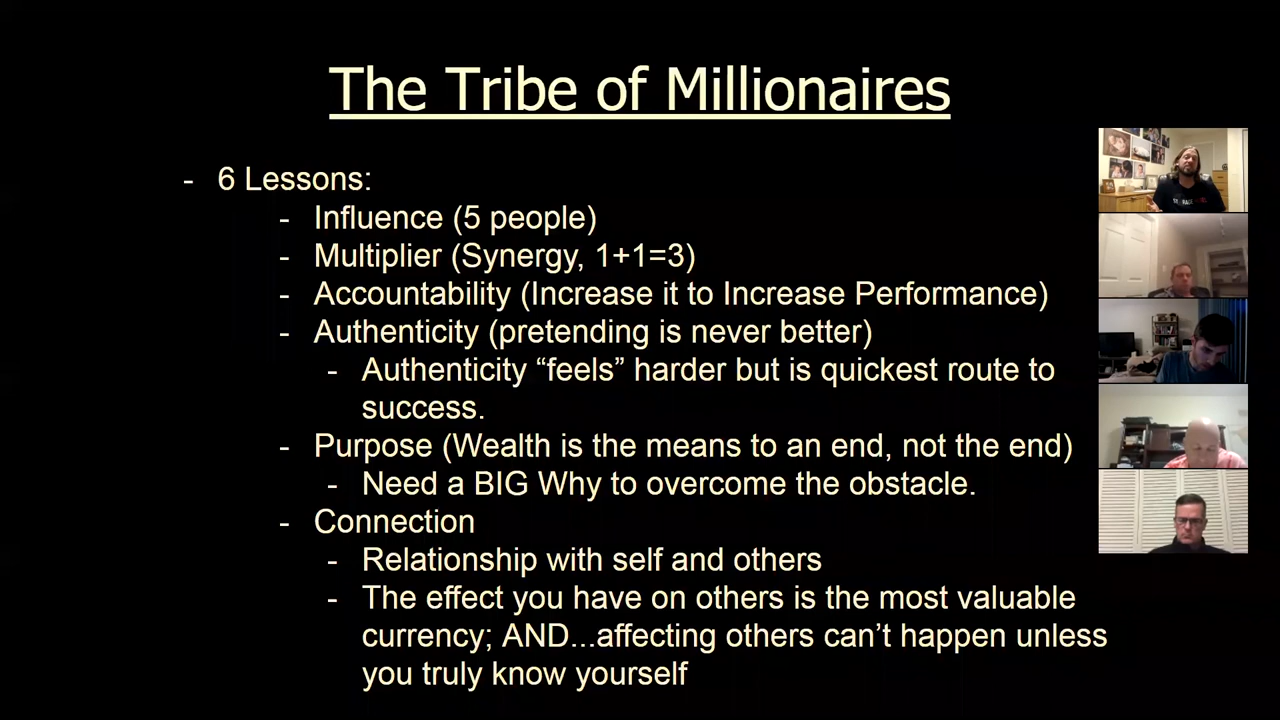 The Tribe of Millionaires
- 6 Lessons:
- Influence (5 people)
- Multiplier (Synergy, 1+1=3)
- Accountability (Increase it to Increase Performance)
- Authenticity (pretending is never better)
- Authenticity “feels” harder but is quickest route to
success.
- Purpose (Wealth is the means to an end, not the end)
- Need a BIG Why to overcome the obstacle.
- Connection
- Relationship with self and others
- The effect you have on others is the most valuable
currency; AND...affecting others can’t happen unless
you truly know yourself